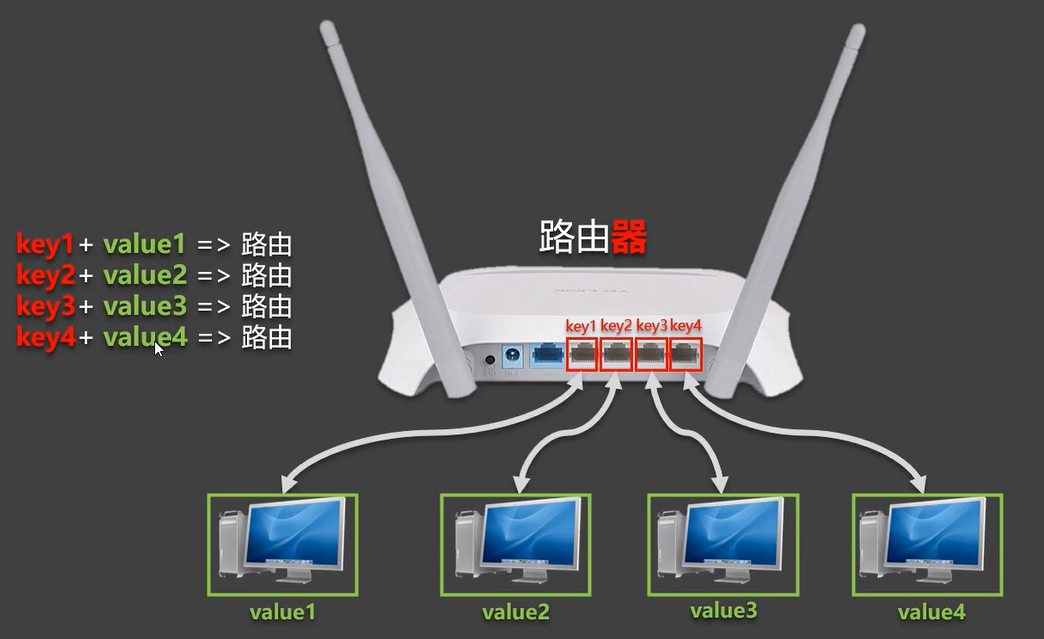 路由器
key1+ value1 => 路由
key2+ value2 => 路由
key3+ value3 => 路由
key4+ value4 => 路由
key1 key2 key3 key4
value1
value2
value3
value4